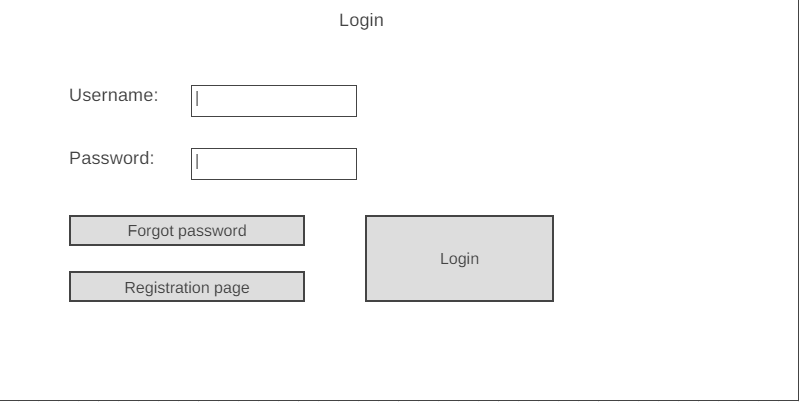 Login
Username:
Password:
Forgot password
Login
Registration page